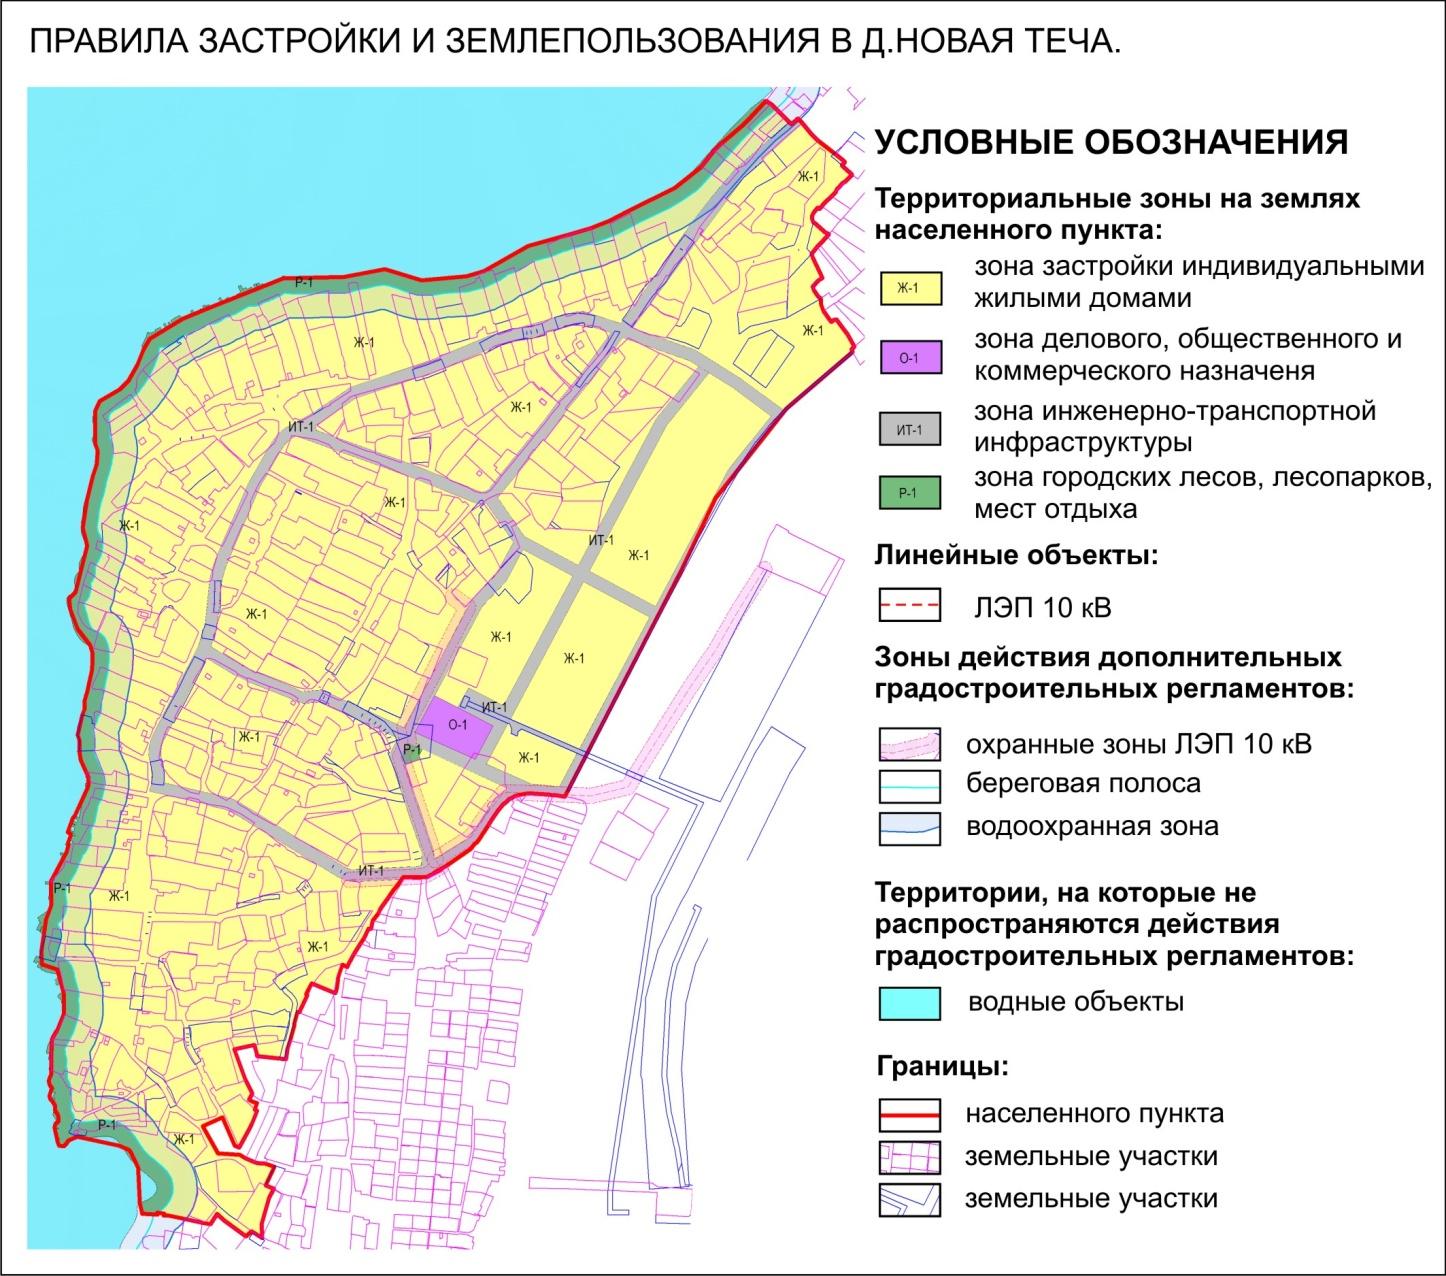 ПРАВИЛА ЗАСТРОЙКИ И ЗЕМЛЕПОЛЬЗОВАНИЯ В Д.НОВАЯ ТЕЧА.
УСЛОВНЫЕ ОБОЗНАЧЕНИЯ
Территориальные зоны на землях
населенного пункта:
Ж-1
зона застройки индивидуальными
жилыми домами
О-1
зона делового, общественного и
коммерческого назначеня
ИТ-1
зона инженерно-транспортной
инфраструктуры
Р-1
зона городских лесов, лесопарков,
мест отдыха
Линейные объекты:
ЛЭП 10 кВ
Зоны действия дополнительных
градостроительных регламентов:
охранные зоны ЛЭП 10 кВ
береговая полоса
водоохранная зона
Территории, на которые не
распространяются действия
градостроительных регламентов:
водные объекты
Границы:
населенного пункта
земельные участки
земельные участки
Ж-1
Р-1
Ж-1
Ж-1
Ж-1
ИТ-1
Ж-1
Ж-1
ИТ-1
Ж-1
Ж-1
Ж-1
Ж-1
ИТ-1
О-1
Ж-1
Р-1
Ж-1
ИТ-1
Р-1
Ж-1
Ж-1
Р-1
Ж-1